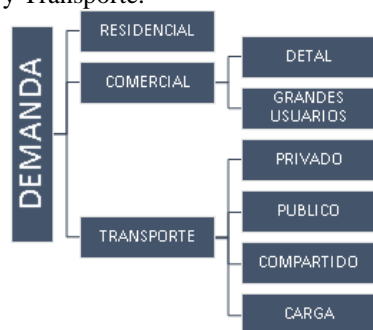 y Transporte.
DEMANDA
RESIDENCIAL
COMERCIAL
DETAL
GRANDES
USUARIOS
TRANSPORTE
PRIVADO
PUBLICO
COMPARTIDO
CARGA